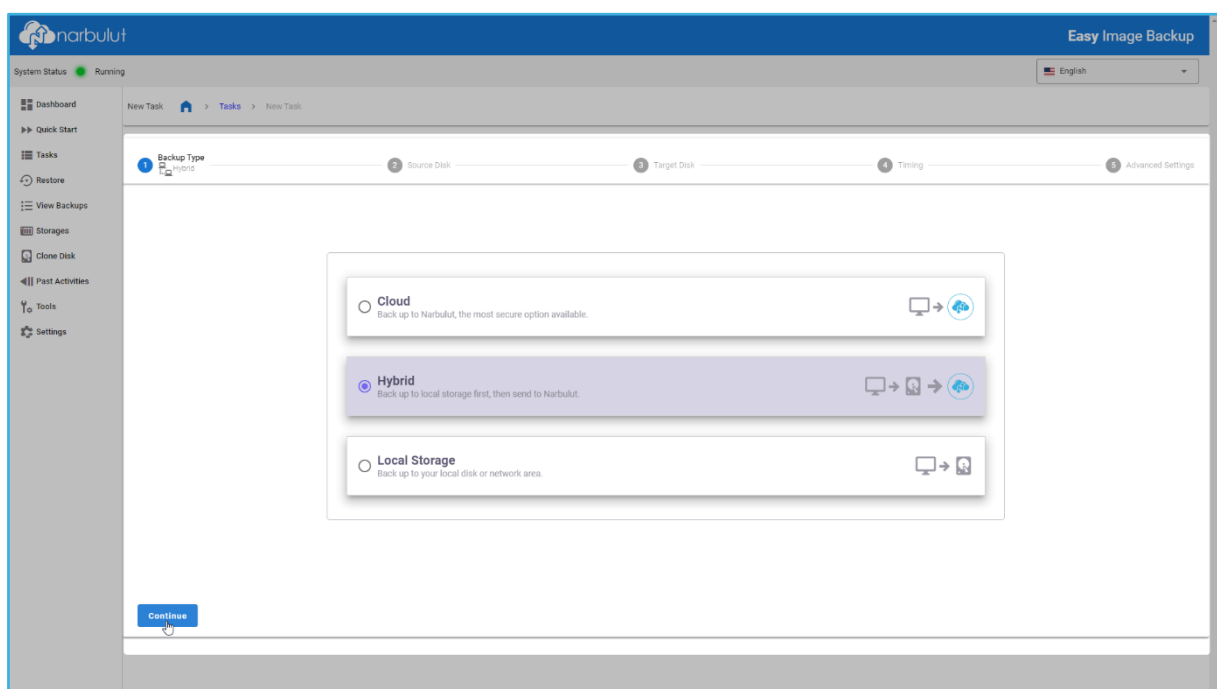 narbulut
Easy Image Backup
System Status Running
English
Dashboard
Quick Start
Tasks
Restore
View Backups
Storages
Clone Disk
Past Activities
Tools
Settings
New Task > Tasks > New Task
1 Backup Type
Hybrid
2 Source Disk
3 Target Disk
4 Timing
5 Advanced Settings
Cloud
Back up to Narbulut, the most secure option available.
Hybrid
Back up to local storage first, then send to Narbulut.
Local Storage
Back up to your local disk or network area.
Continue